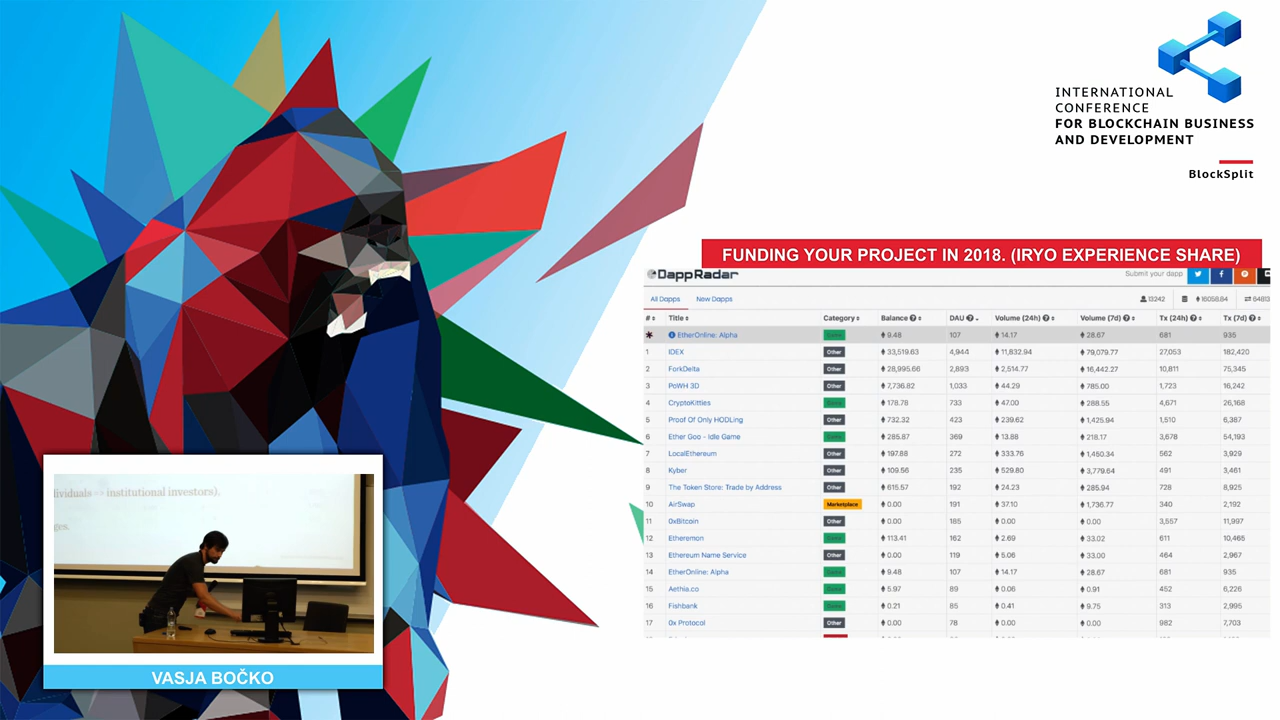 INTERNATIONAL
CONFERENCE
FOR BLOCKCHAIN BUSINESS
AND DEVELOPMENT
BlockSplit
FUNDING YOUR PROJECT IN 2018. (IRYO EXPERIENCE SHARE)
DappRadar Submit your dapp
All Dapps New Dapps 13242 16058.84 64813
# Title Category Balance DAU Volume (24h) Volume (7d) Tx (24h) Tx (7d)
EtherOnline: Alpha Game 9.48 107 14.17 28.67 681 935
1 IDEX Other 33,519.63 4,944 11,832.94 79,079.77 27,053 182,420
2 ForkDelta Other 28,995.66 2,893 2,514.77 16,442.27 10,811 75,345
3 PoWH 3D Other 7,736.82 1,033 44.29 785.00 1,723 16,242
4 CryptoKitties Game 178.78 733 47.00 288.55 4,671 26,168
5 Proof Of Only HODLing Other 732.32 423 239.62 1,425.94 1,510 6,387
6 Ether Goo - Idle Game Game 285.87 369 13.88 218.17 3,678 54,193
7 LocalEthereum Other 197.88 272 333.76 1,450.34 562 3,929
8 Kyber Other 109.56 235 529.80 3,779.64 491 3,461
9 The Token Store: Trade by Address Other 615.57 192 24.23 285.94 728 8,925
10 AirSwap Marketplace 0.00 191 37.10 1,736.77 340 2,192
11 0xBitcoin Other 0.00 185 0.00 0.00 3,557 11,997
12 Etheremon Game 113.41 162 2.69 33.02 611 10,465
13 Ethereum Name Service Other 0.00 119 5.06 33.00 464 2,967
14 EtherOnline: Alpha Game 9.48 107 14.17 28.67 681 935
15 Aethia.co Game 5.97 89 0.06 0.91 452 6,226
16 Fishbank Game 0.21 85 0.41 9.75 313 2,995
17 0x Protocol Other 0.00 78 0.00 0.00 982 7,703
ividuals => institutional investors).
ges.
VASJA BOČKO